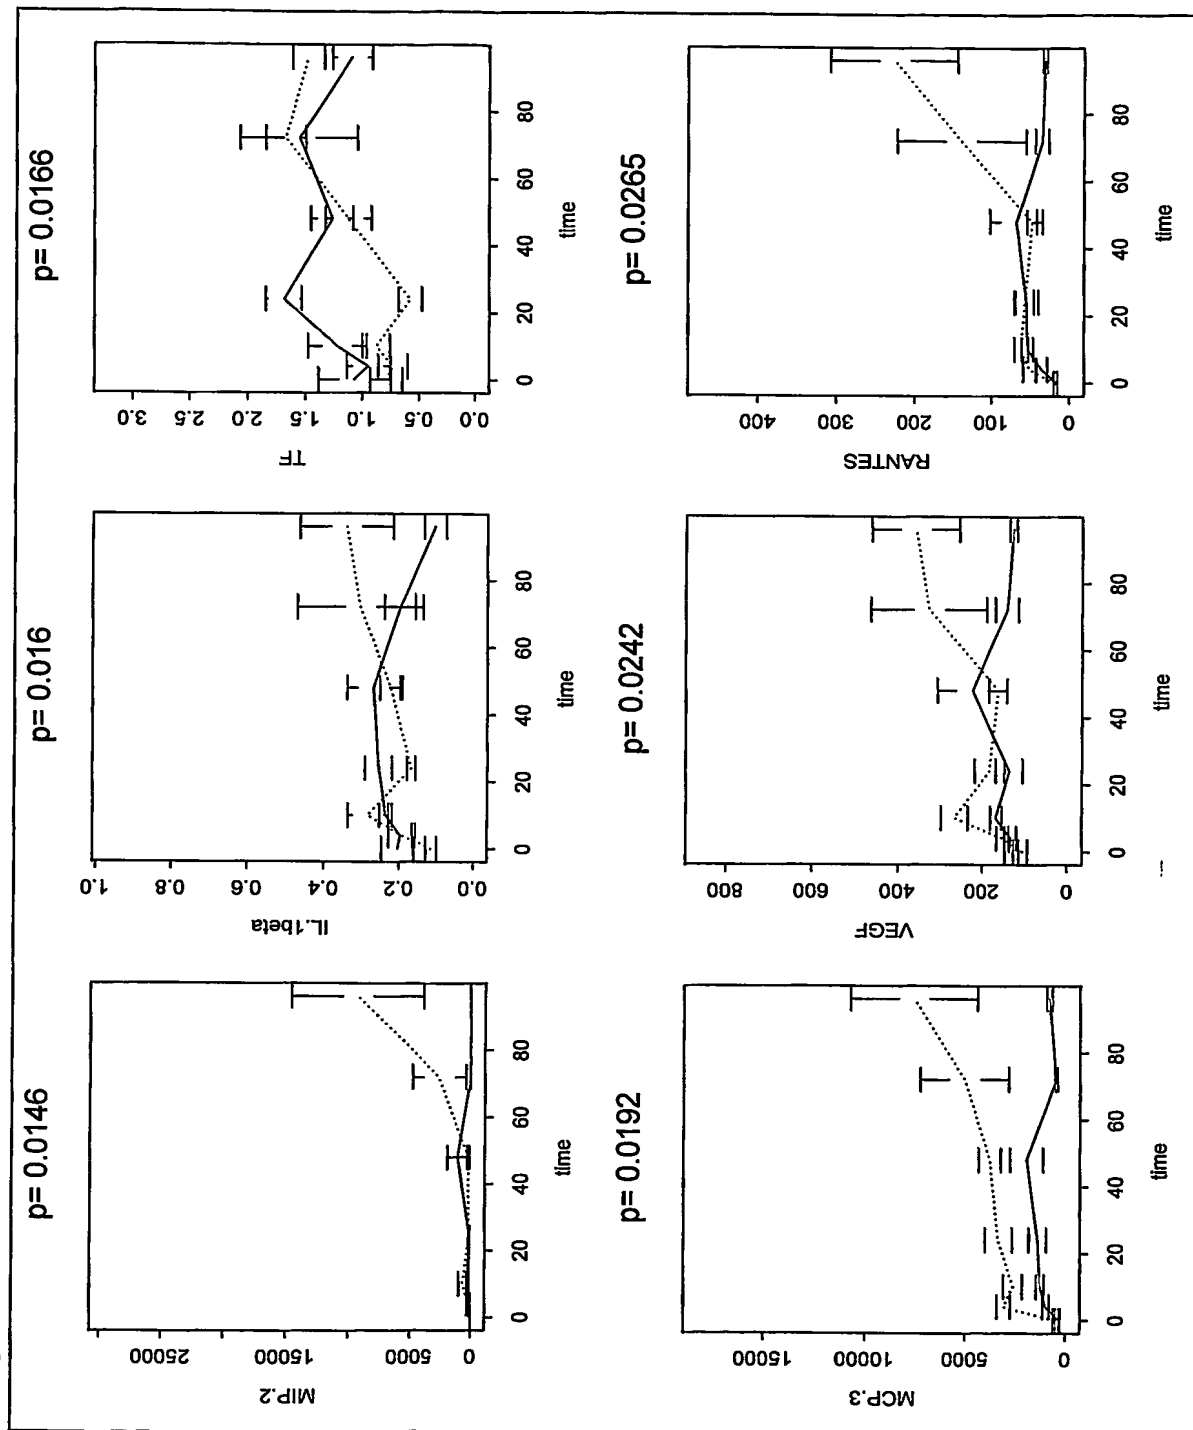 p= 0.0146
MIP.2
25000
15000
5000
0
0 20 40 60 80
time
p= 0.016
IL.1beta
1.0
0.8
0.6
0.4
0.2
0.0
0 20 40 60 80
time
p= 0.0166
TF
3.0
2.5
2.0
1.5
1.0
0.5
0.0
0 20 40 60 80
time
p= 0.0192
MCP.3
15000
10000
5000
0
0 20 40 60 80
time
p= 0.0242
VEGF
800
600
400
200
0
0 20 40 60 80
time
p= 0.0265
RANTES
400
300
200
100
0
0 20 40 60 80
time